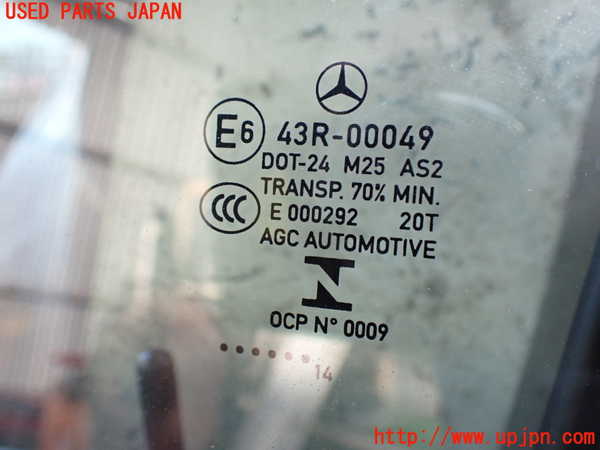 USED PARTS JAPAN
E6 43R-00049
DOT-24 M25 AS2
TRANSP. 70% MIN.
CCC E 000292 20T
AGC AUTOMOTIVE
OCP N° 0009
...... 14
http://www.upjpn.com/